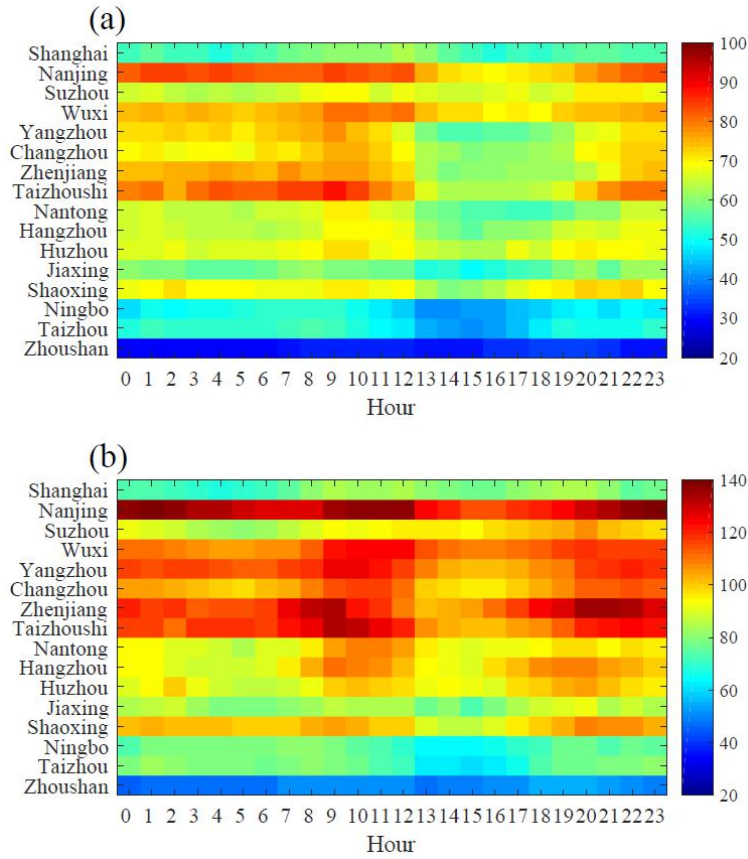 (a)
Shanghai
Nanjing
Suzhou
Wuxi
Yangzhou
Changzhou
Zhenjiang
Taizhoushi
Nantong
Hangzhou
Huzhou
Jiaxing
Shaoxing
Ningbo
Taizhou
Zhoushan
0 1 2 3 4 5 6 7 8 9 10 11 12 13 14 15 16 17 18 19 20 21 22 23
Hour
100
90
80
70
60
50
40
30
20
(b)
Shanghai
Nanjing
Suzhou
Wuxi
Yangzhou
Changzhou
Zhenjiang
Taizhoushi
Nantong
Hangzhou
Huzhou
Jiaxing
Shaoxing
Ningbo
Taizhou
Zhoushan
0 1 2 3 4 5 6 7 8 9 10 11 12 13 14 15 16 17 18 19 20 21 22 23
Hour
140
120
100
80
60
40
20